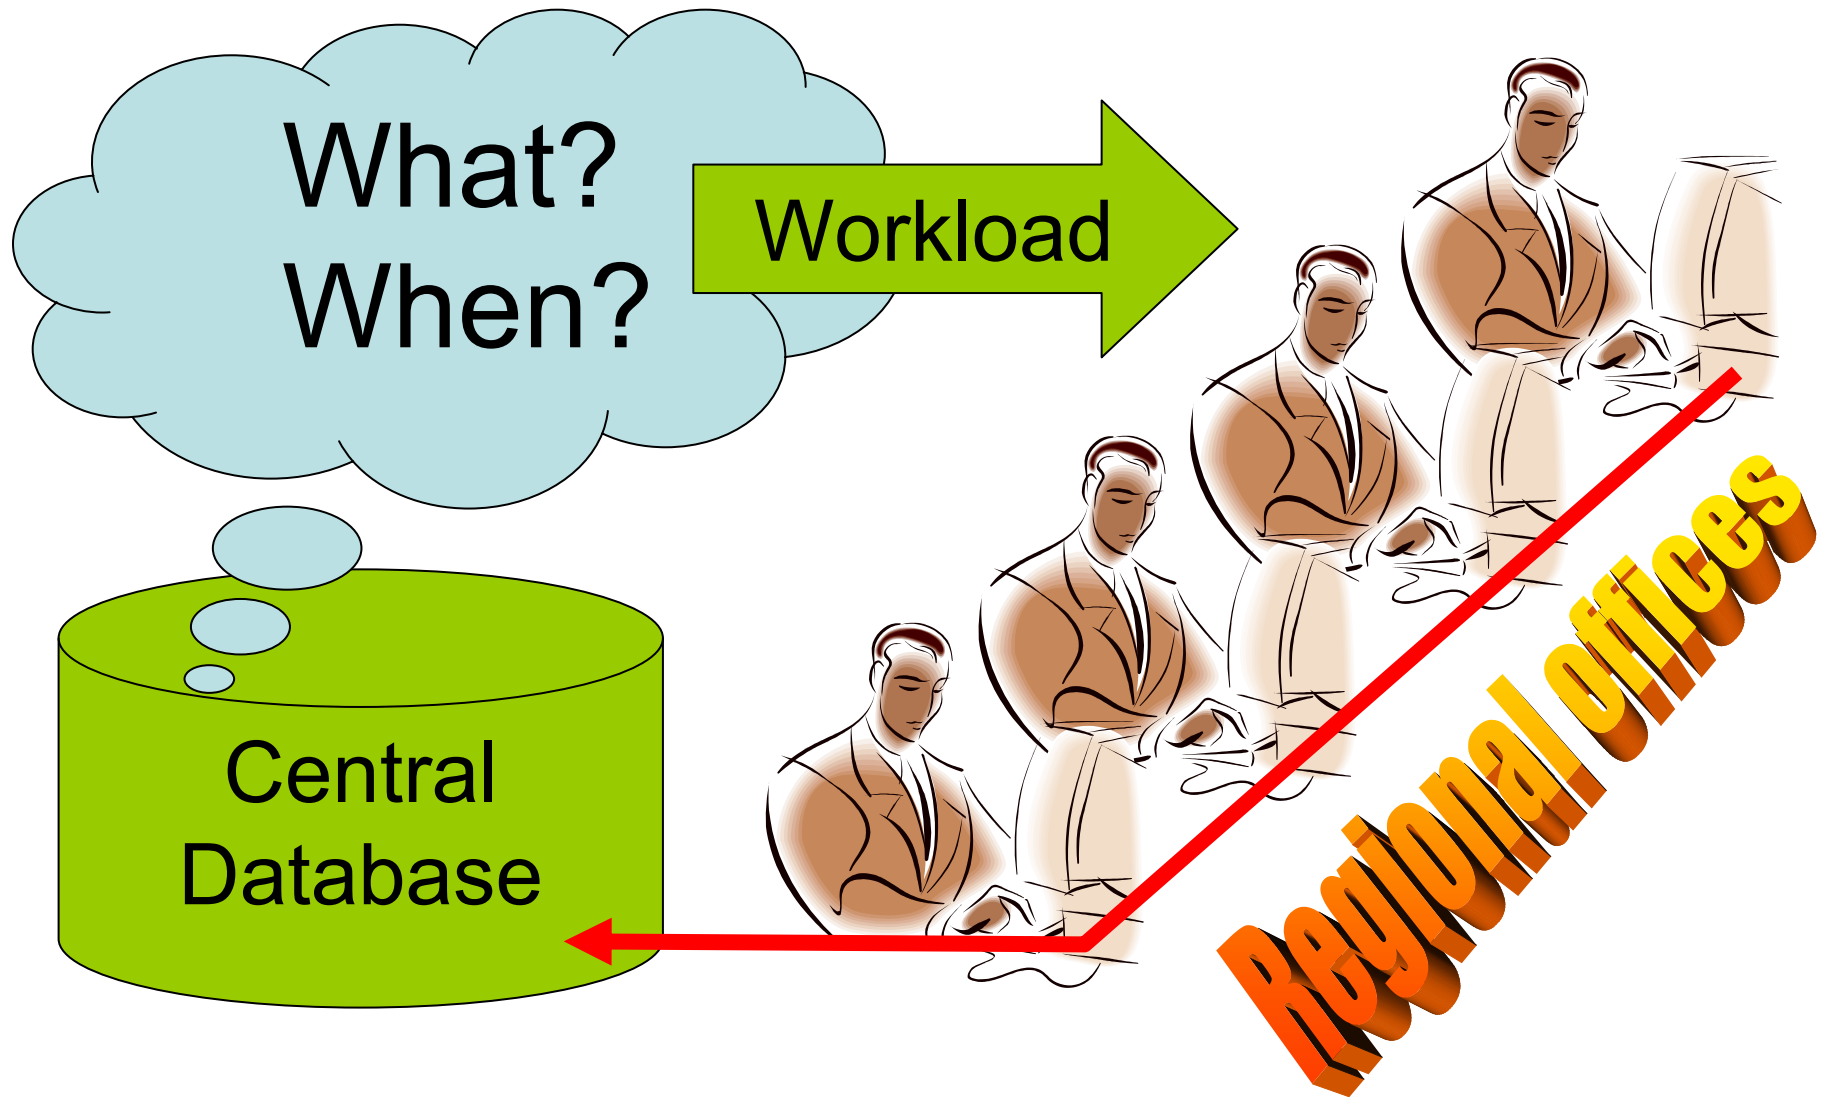 What?
When?
Workload
Central
Database
Regional offices